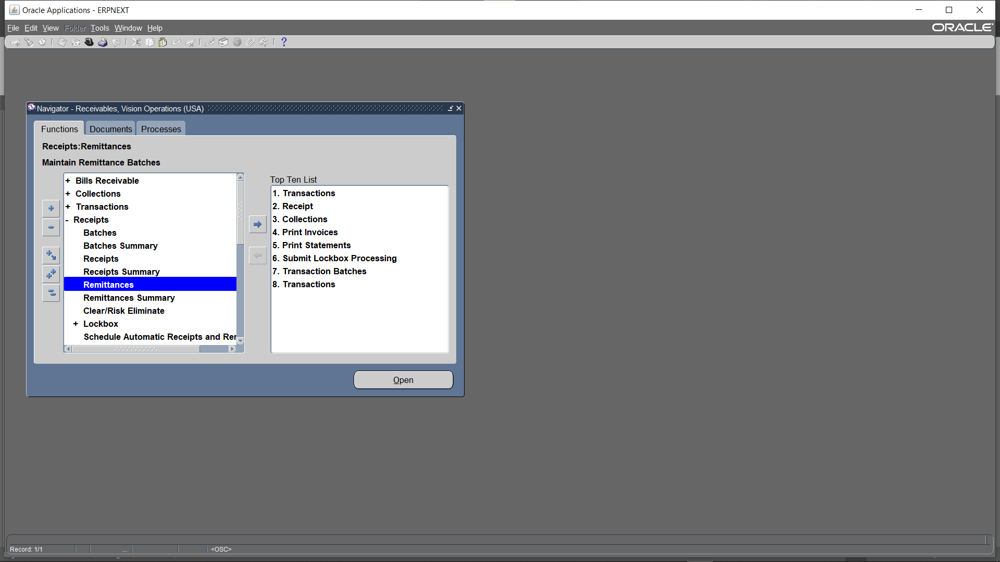 Oracle Applications - ERPNEXT
File Edit View Folder Tools Window Help
ORACLE
?
Navigator - Receivables, Vision Operations (USA)
Functions Documents Processes
Receipts:Remittances
Maintain Remittance Batches
+ Bills Receivable
+ Collections
+ Transactions
- Receipts
Batches
Batches Summary
Receipts
Receipts Summary
Remittances
Remittances Summary
Clear/Risk Eliminate
+ Lockbox
Schedule Automatic Receipts and Rer
Top Ten List
1. Transactions
2. Receipt
3. Collections
4. Print Invoices
5. Print Statements
6. Submit Lockbox Processing
7. Transaction Batches
8. Transactions
Open
Record: 1/1 ... <OSC>